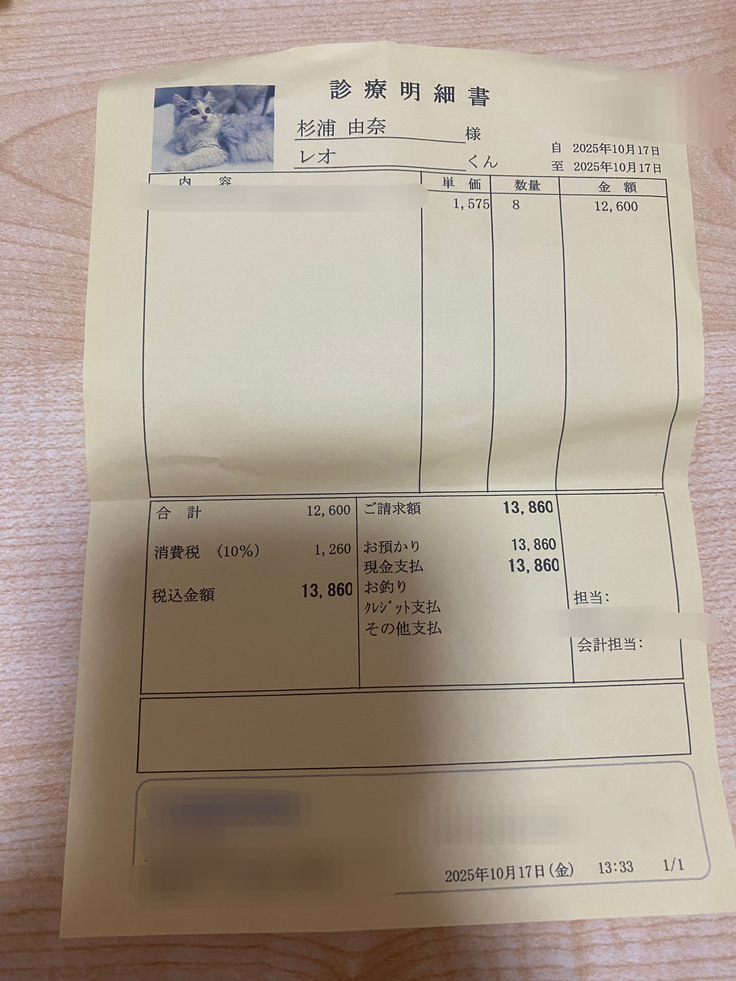 診療明細書
杉浦 由奈 様
レオ くん
自 2025年10月17日
至 2025年10月17日
内 容 単 価 数量 金 額
1,575 8 12,600
合 計 12,600
消費税 (10%) 1,260
税込金額 13,860
ご請求額 13,860
お預かり 13,860
現金支払 13,860
お釣り
クレジット支払
その他支払
担当:
会計担当:
2025年10月17日(金) 13:33 1/1